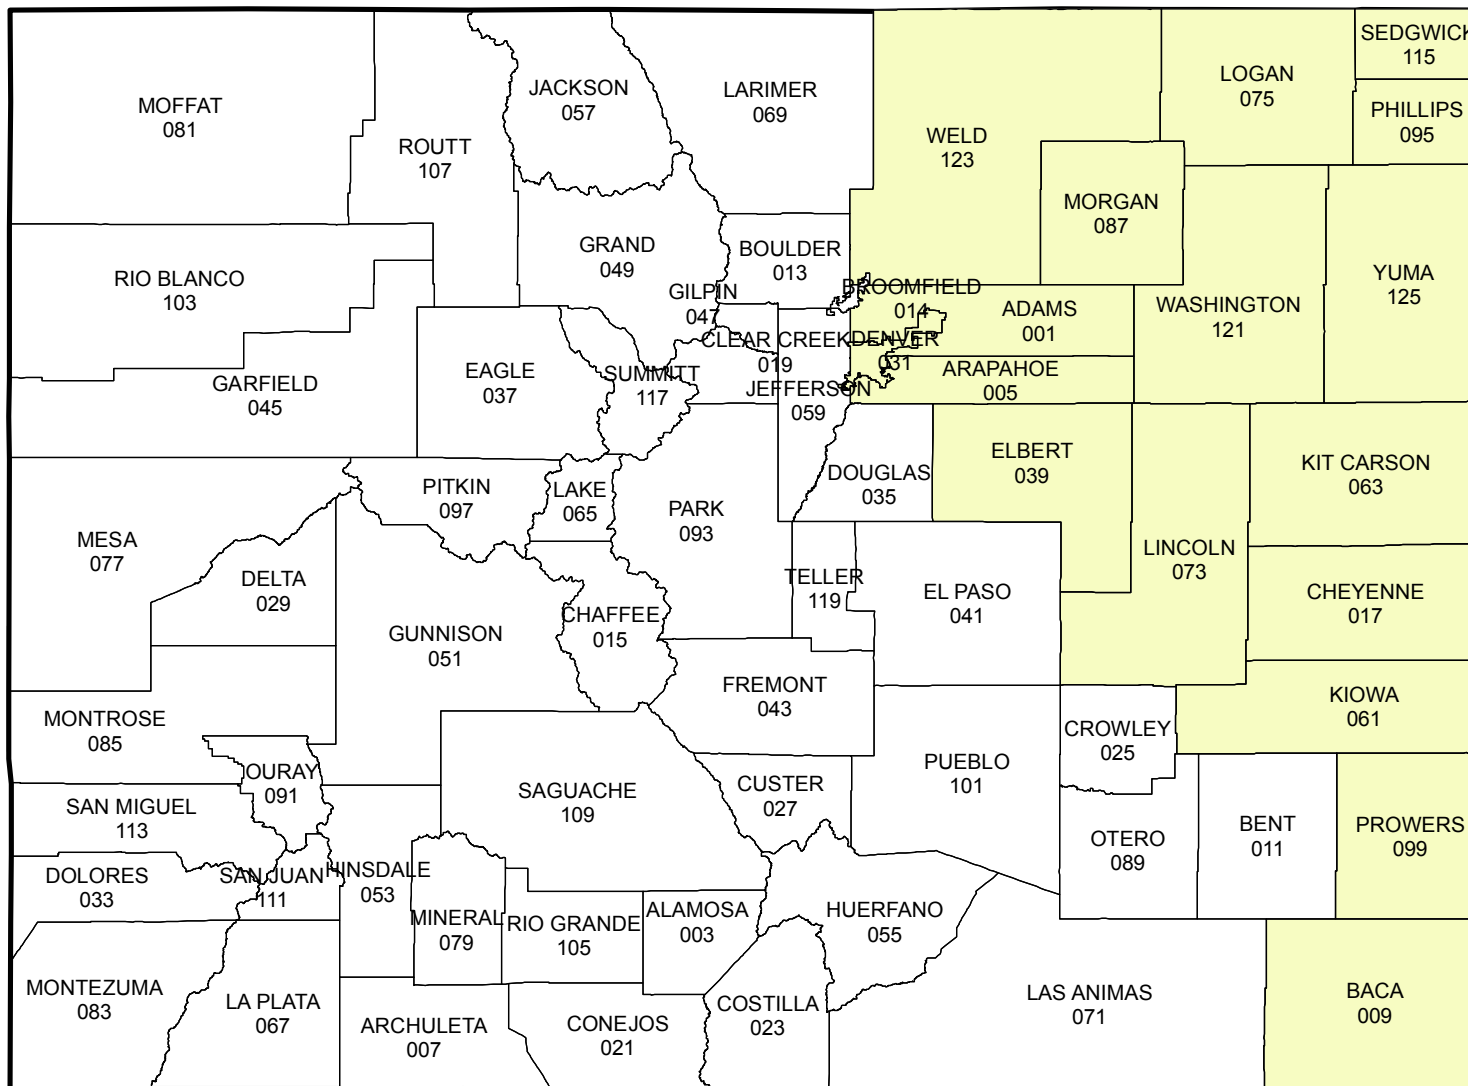 MOFFAT
081
ROUTT
107
JACKSON
057
LARIMER
069
WELD
123
LOGAN
075
SEDGWICK
115
PHILLIPS
095
MORGAN
087
RIO BLANCO
103
GRAND
049
BOULDER
013
GILPIN
047
BROOMFIELD
014
ADAMS
001
WASHINGTON
121
YUMA
125
CLEAR CREEK
019
DENVER
031
ARAPAHOE
005
GARFIELD
045
EAGLE
037
SUMMITT
117
JEFFERSON
059
PITKIN
097
LAKE
065
PARK
093
DOUGLAS
035
ELBERT
039
KIT CARSON
063
MESA
077
DELTA
029
GUNNISON
051
CHAFFEE
015
TELLER
119
EL PASO
041
LINCOLN
073
CHEYENNE
017
MONTROSE
085
FREMONT
043
KIOWA
061
CROWLEY
025
OURAY
091
SAGUACHE
109
CUSTER
027
PUEBLO
101
SAN MIGUEL
113
OTERO
089
BENT
011
PROWERS
099
DOLORES
033
SAN JUAN
111
HINSDALE
053
MINERAL
079
RIO GRANDE
105
ALAMOSA
003
HUERFANO
055
MONTEZUMA
083
LA PLATA
067
ARCHULETA
007
CONEJOS
021
COSTILLA
023
LAS ANIMAS
071
BACA
009